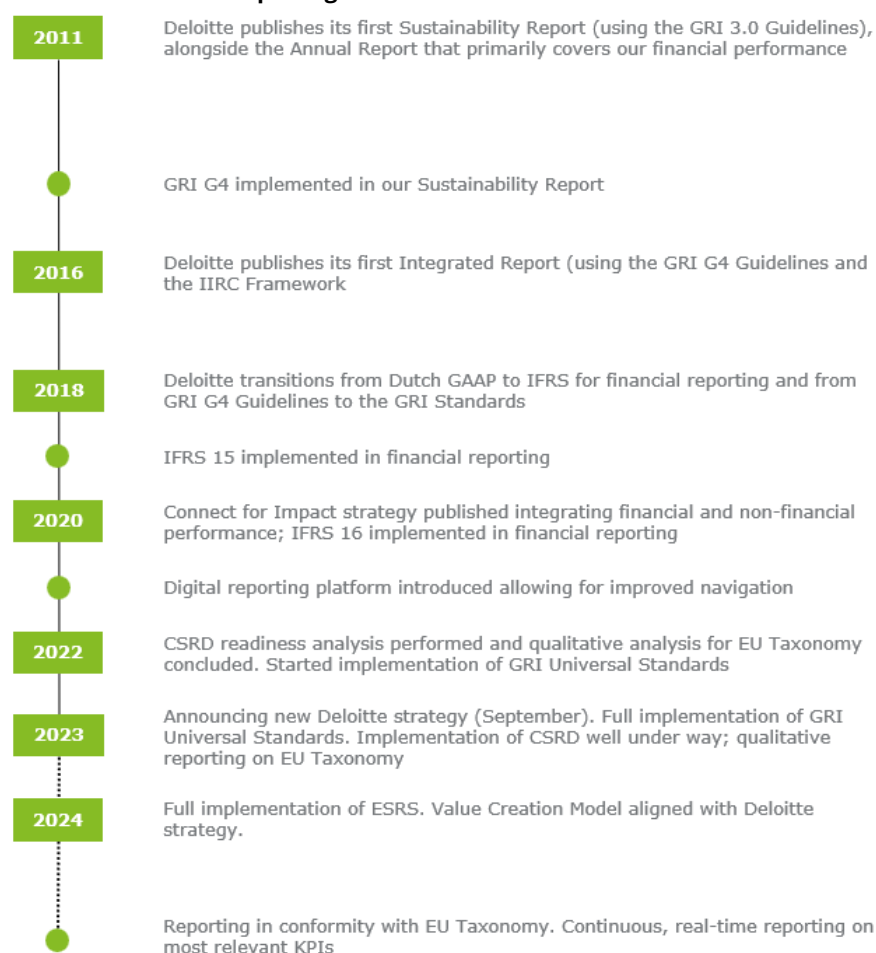 2011
Deloitte publishes its first Sustainability Report (using the GRI 3.0 Guidelines),
alongside the Annual Report that primarily covers our financial performance
GRI G4 implemented in our Sustainability Report
2016
Deloitte publishes its first Integrated Report (using the GRI G4 Guidelines and
the IIRC Framework
2018
Deloitte transitions from Dutch GAAP to IFRS for financial reporting and from
GRI G4 Guidelines to the GRI Standards
IFRS 15 implemented in financial reporting
2020
Connect for Impact strategy published integrating financial and non-financial
performance; IFRS 16 implemented in financial reporting
Digital reporting platform introduced allowing for improved navigation
2022
CSRD readiness analysis performed and qualitative analysis for EU Taxonomy
concluded. Started implementation of GRI Universal Standards
2023
Announcing new Deloitte strategy (September). Full implementation of GRI
Universal Standards. Implementation of CSRD well under way; qualitative
reporting on EU Taxonomy
2024
Full implementation of ESRS. Value Creation Model aligned with Deloitte
strategy.
Reporting in conformity with EU Taxonomy. Continuous, real-time reporting on
most relevant KPIs